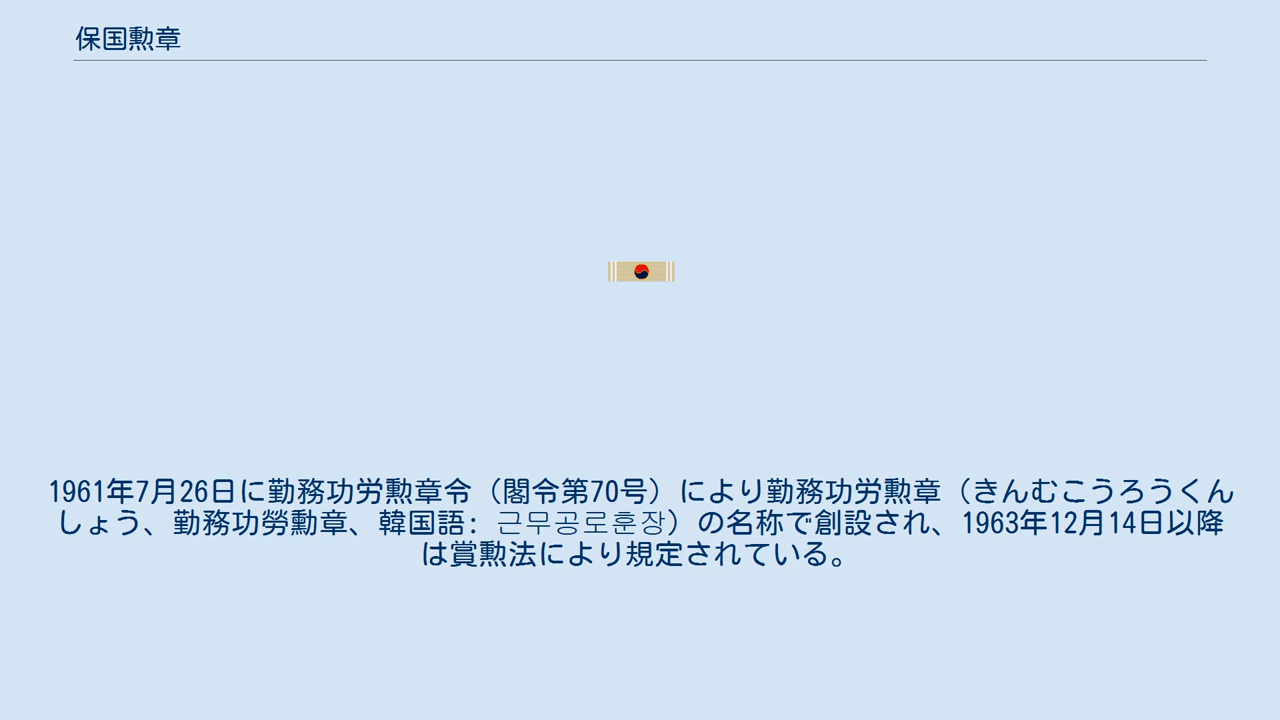 保国勲章
1961年7月26日に勤務功労勲章令（閣令第70号）により勤務功労勲章（きんむこうろうくん
しょう、勤務功勞勳章、韓国語: 근무공로훈장）の名称で創設され、1963年12月14日以降
は賞勲法により規定されている。